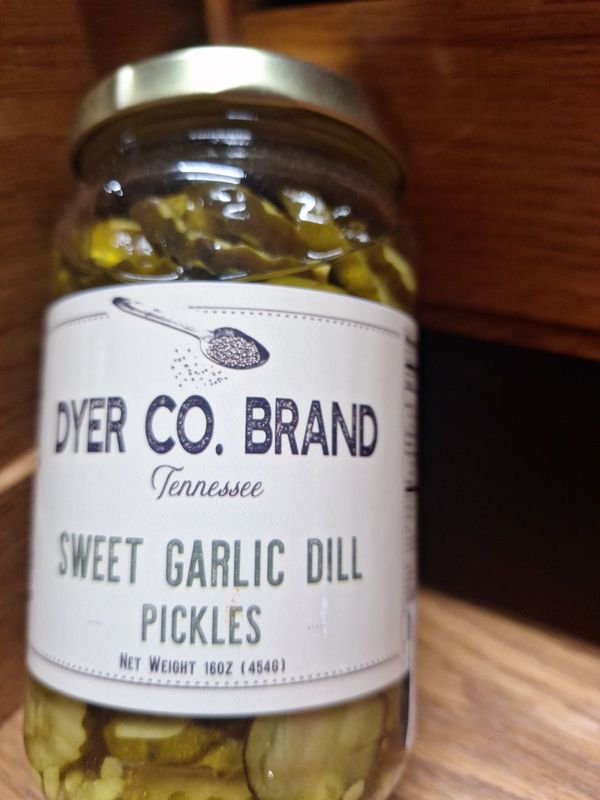 DYER CO. BRAND
Tennessee
SWEET GARLIC DILL
PICKLES
NET WEIGHT 16OZ (454G)